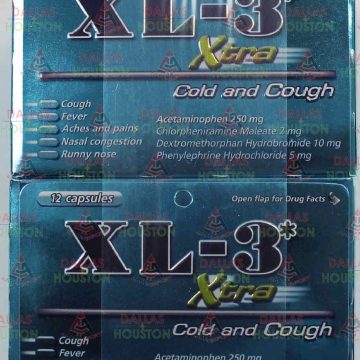 XL-3*
Xtra
Cold and Cough
Cough
Fever
Aches and pains
Nasal congestion
Runny nose
Acetaminophen 250 mg
Chlorpheniramine Maleate 2 mg
Dextromethorphan Hydrobromide 10 mg
Phenylephrine Hydrochloride 5 mg
12 capsules
Open flap for Drug Facts
XL-3*
Xtra
Cold and Cough
Cough
Fever
Acetaminophen 250 mg
DALLAS
HOUSTON